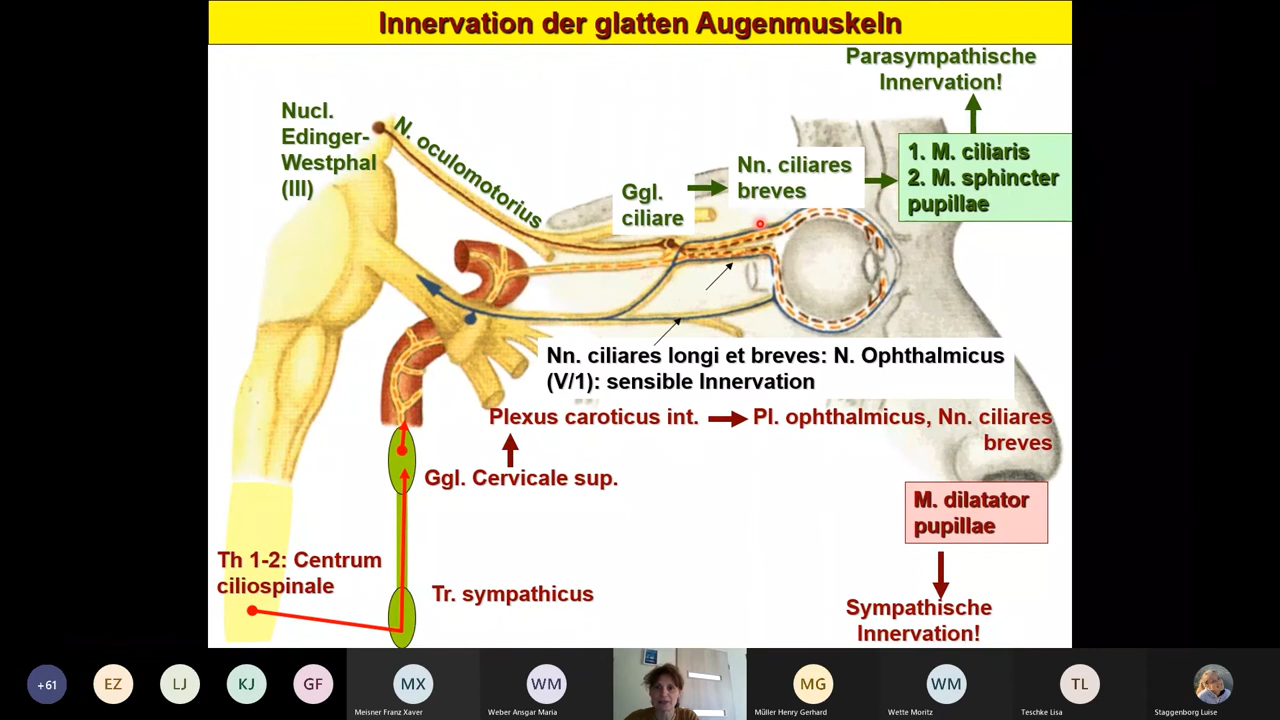 Innervation der glatten Augenmuskeln
Parasympathische
Innervation!
Nucl.
Edinger-
Westphal
(III)
N. oculomotorius
Ggl.
ciliare
Nn. ciliares
breves
1. M. ciliaris
2. M. sphincter
pupillae
Nn. ciliares longi et breves: N. Ophthalmicus
(V/1): sensible Innervation
Plexus caroticus int.
Pl. ophthalmicus, Nn. ciliares
breves
Ggl. Cervicale sup.
M. dilatator
pupillae
Th 1-2: Centrum
ciliospinale
Tr. sympathicus
Sympathische
Innervation!
+61
EZ
LJ
KJ
GF
MX
WM
MG
WM
TL
Meisner Franz Xaver
Weber Ansgar Maria
Müller Henry Gerhard
Wette Moritz
Teschke Lisa
Staggenborg Luise